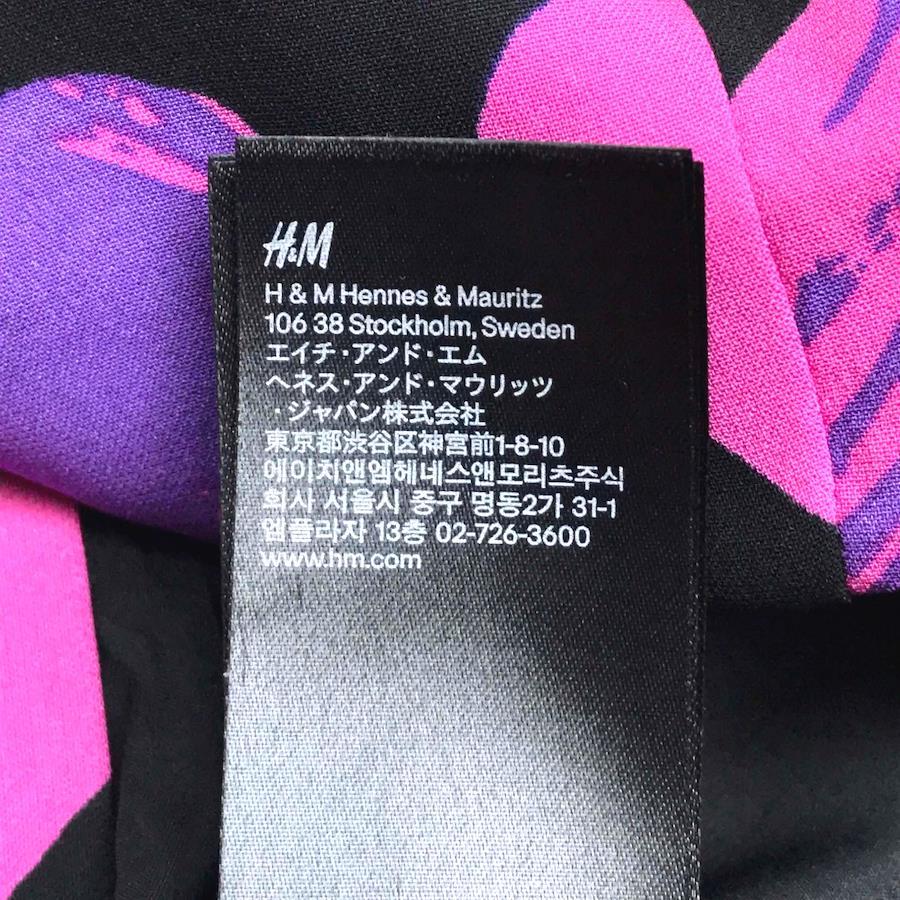 H&M
H & M Hennes & Mauritz
106 38 Stockholm, Sweden
エイチ・アンド・エム
ヘネス・アンド・マウリッツ
・ジャパン株式会社
東京都渋谷区神宮前1-8-10
에이치앤엠헤네스앤모리츠주식
회사 서울시 중구 명동2가 31-1
엠플라자 13층 02-726-3600
www.hm.com